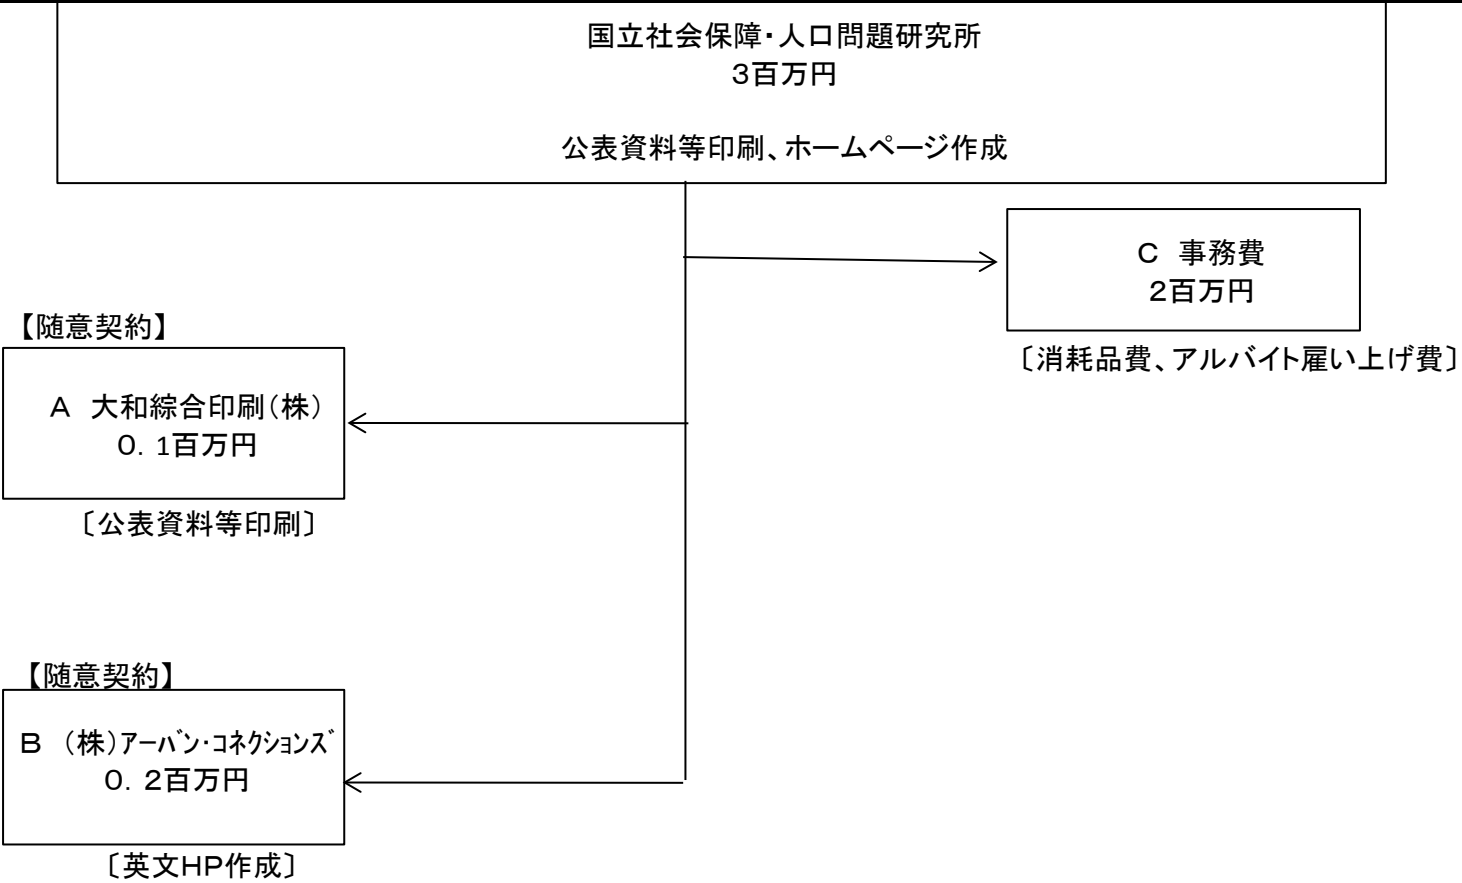 国立社会保障・人口問題研究所
３百万円
公表資料等印刷、ホームページ作成
Ｃ　事務費
２百万円
〔消耗品費、アルバイト雇い上げ費〕
【随意契約】
Ａ　大和綜合印刷（株）
０．1百万円
〔公表資料等印刷〕
【随意契約】
Ｂ　（株）ｱｰﾊﾞﾝ･ｺﾈｸｼｮﾝｽﾞ
０．２百万円
〔英文HP作成〕